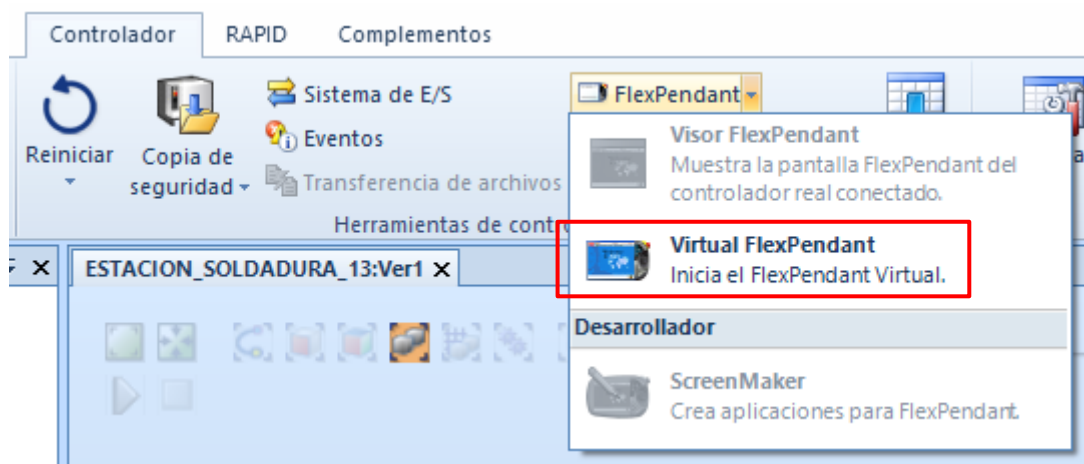 Controlador RAPID Complementos
Sistema de E/S
FlexPendant
Eventos
Reiniciar
Copia de
seguridad
Transferencia de archivos
Herramientas de
Visor FlexPendant
Muestra la pantalla FlexPendant del
controlador real conectado.
Virtual FlexPendant
Inicia el FlexPendant Virtual.
Desarrollador
ScreenMaker
Crea aplicaciones para FlexPendant.
ESTACION_SOLDADURA_13:Ver1